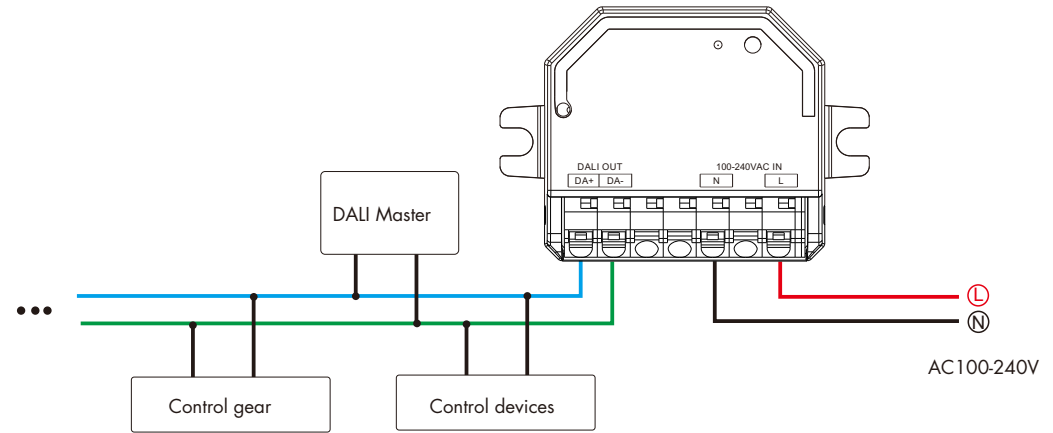 DALI OUT
100-240VAC IN
DA+ DA- N L
DALI Master
L
N
AC100-240V
Control gear
Control devices